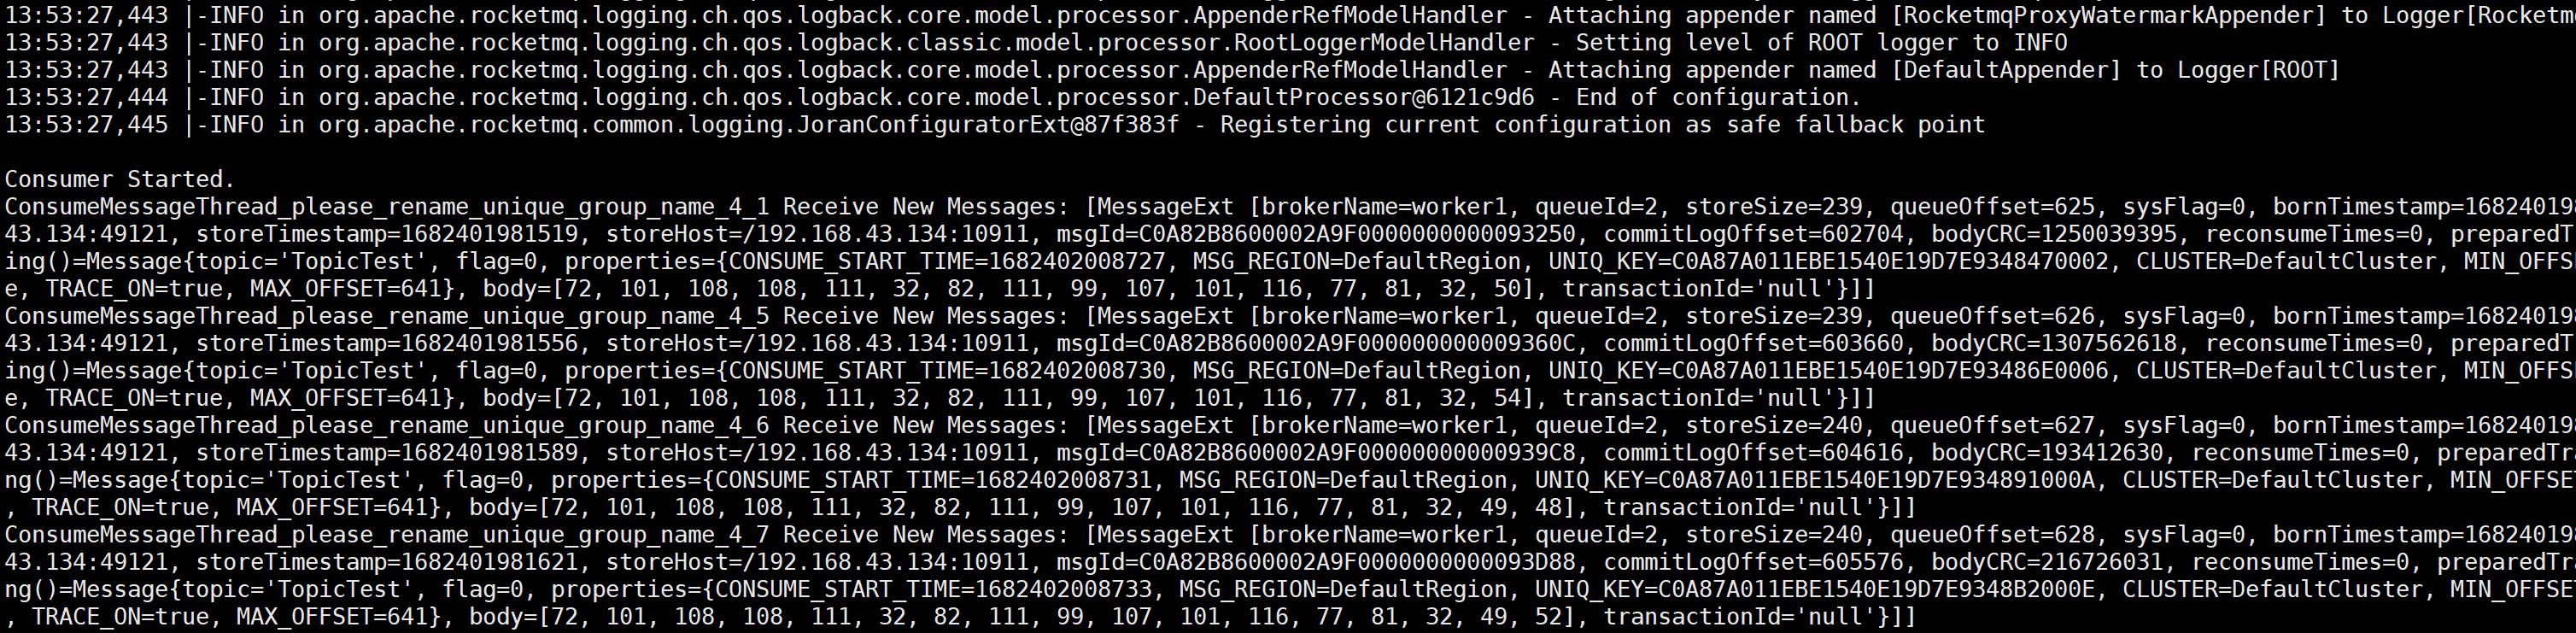 13:53:27,443 |-INFO in org.apache.rocketmq.logging.ch.qos.logback.core.model.processor.AppenderRefModelHandler - Attaching appender named [RocketmqProxyWatermarkAppender] to Logger[Rocketm
13:53:27,443 |-INFO in org.apache.rocketmq.logging.ch.qos.logback.classic.model.processor.RootLoggerModelHandler - Setting level of ROOT logger to INFO
13:53:27,443 |-INFO in org.apache.rocketmq.logging.ch.qos.logback.core.model.processor.AppenderRefModelHandler - Attaching appender named [DefaultAppender] to Logger[ROOT]
13:53:27,444 |-INFO in org.apache.rocketmq.logging.ch.qos.logback.core.model.processor.DefaultProcessor@6121c9d6 - End of configuration.
13:53:27,445 |-INFO in org.apache.rocketmq.common.logging.JoranConfiguratorExt@87f383f - Registering current configuration as safe fallback point
Consumer Started.
ConsumeMessageThread_please_rename_unique_group_name_4_1 Receive New Messages: [MessageExt [brokerName=worker1, queueId=2, storeSize=239, queueOffset=625, sysFlag=0, bornTimestamp=16824019
43.134:49121, storeTimestamp=1682401981519, storeHost=/192.168.43.134:10911, msgId=C0A82B8600002A9F0000000000093250, commitLogOffset=602704, bodyCRC=1250039395, reconsumeTimes=0, preparedT
ing()=Message{topic='TopicTest', flag=0, properties={CONSUME_START_TIME=1682402008727, MSG_REGION=DefaultRegion, UNIQ_KEY=C0A87A011EBE1540E19D7E9348470002, CLUSTER=DefaultCluster, MIN_OFFS
e, TRACE_ON=true, MAX_OFFSET=641}, body=[72, 101, 108, 108, 111, 32, 82, 111, 99, 107, 101, 116, 77, 81, 32, 50], transactionId='null'}]]
ConsumeMessageThread_please_rename_unique_group_name_4_5 Receive New Messages: [MessageExt [brokerName=worker1, queueId=2, storeSize=239, queueOffset=626, sysFlag=0, bornTimestamp=16824019
43.134:49121, storeTimestamp=1682401981556, storeHost=/192.168.43.134:10911, msgId=C0A82B8600002A9F000000000009360C, commitLogOffset=603660, bodyCRC=1307562618, reconsumeTimes=0, preparedT
ing()=Message{topic='TopicTest', flag=0, properties={CONSUME_START_TIME=1682402008730, MSG_REGION=DefaultRegion, UNIQ_KEY=C0A87A011EBE1540E19D7E93486E0006, CLUSTER=DefaultCluster, MIN_OFFS
e, TRACE_ON=true, MAX_OFFSET=641}, body=[72, 101, 108, 108, 111, 32, 82, 111, 99, 107, 101, 116, 77, 81, 32, 54], transactionId='null'}]]
ConsumeMessageThread_please_rename_unique_group_name_4_6 Receive New Messages: [MessageExt [brokerName=worker1, queueId=2, storeSize=240, queueOffset=627, sysFlag=0, bornTimestamp=16824019
43.134:49121, storeTimestamp=1682401981589, storeHost=/192.168.43.134:10911, msgId=C0A82B8600002A9F00000000000939C8, commitLogOffset=604616, bodyCRC=193412630, reconsumeTimes=0, preparedTr
ng()=Message{topic='TopicTest', flag=0, properties={CONSUME_START_TIME=1682402008731, MSG_REGION=DefaultRegion, UNIQ_KEY=C0A87A011EBE1540E19D7E934891000A, CLUSTER=DefaultCluster, MIN_OFFSE
, TRACE_ON=true, MAX_OFFSET=641}, body=[72, 101, 108, 108, 111, 32, 82, 111, 99, 107, 101, 116, 77, 81, 32, 49, 48], transactionId='null'}]]
ConsumeMessageThread_please_rename_unique_group_name_4_7 Receive New Messages: [MessageExt [brokerName=worker1, queueId=2, storeSize=240, queueOffset=628, sysFlag=0, bornTimestamp=16824019
43.134:49121, storeTimestamp=1682401981621, storeHost=/192.168.43.134:10911, msgId=C0A82B8600002A9F0000000000093D88, commitLogOffset=605576, bodyCRC=216726031, reconsumeTimes=0, preparedTr
ng()=Message{topic='TopicTest', flag=0, properties={CONSUME_START_TIME=1682402008733, MSG_REGION=DefaultRegion, UNIQ_KEY=C0A87A011EBE1540E19D7E9348B2000E, CLUSTER=DefaultCluster, MIN_OFFSE
, TRACE_ON=true, MAX_OFFSET=641}, body=[72, 101, 108, 108, 111, 32, 82, 111, 99, 107, 101, 116, 77, 81, 32, 49, 52], transactionId='null'}]]